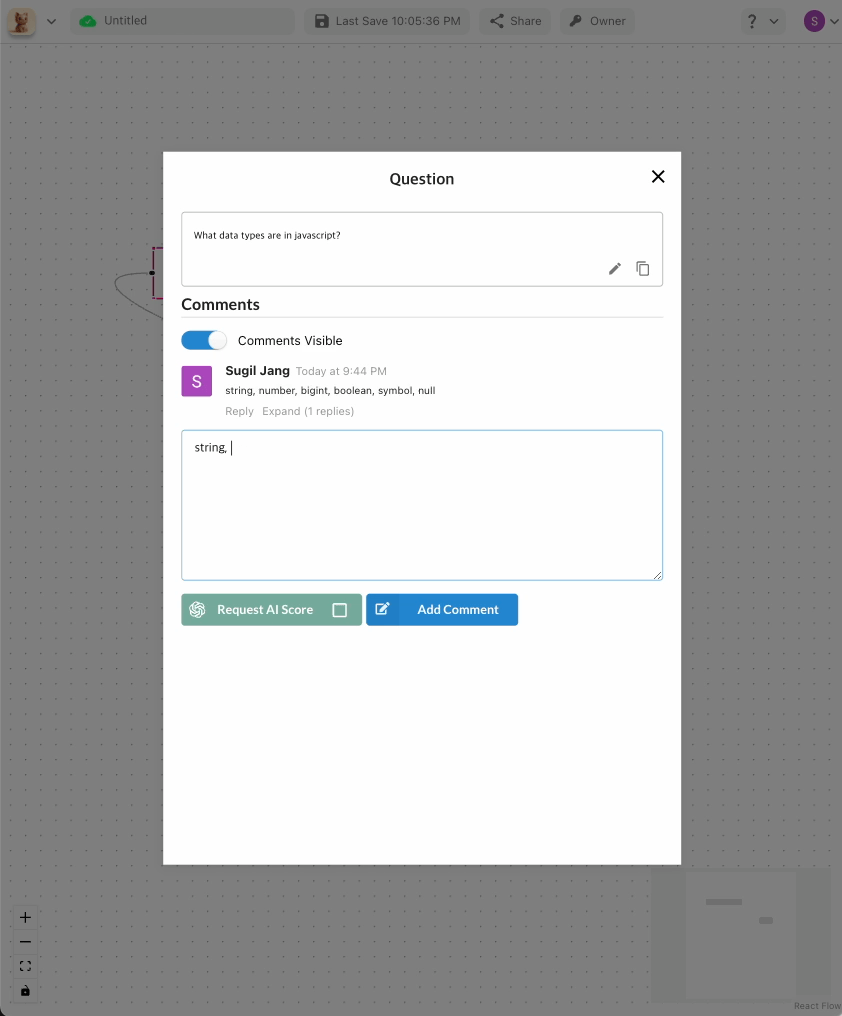 Untitled
Last Save 10:05:36 PM
Share
Owner
?
S
Question
What data types are in javascript?
Comments
Comments Visible
S
Sugil Jang Today at 9:44 PM
string, number, bigint, boolean, symbol, null
Reply Expand (1 replies)
string,
Request AI Score
Add Comment
React Flow